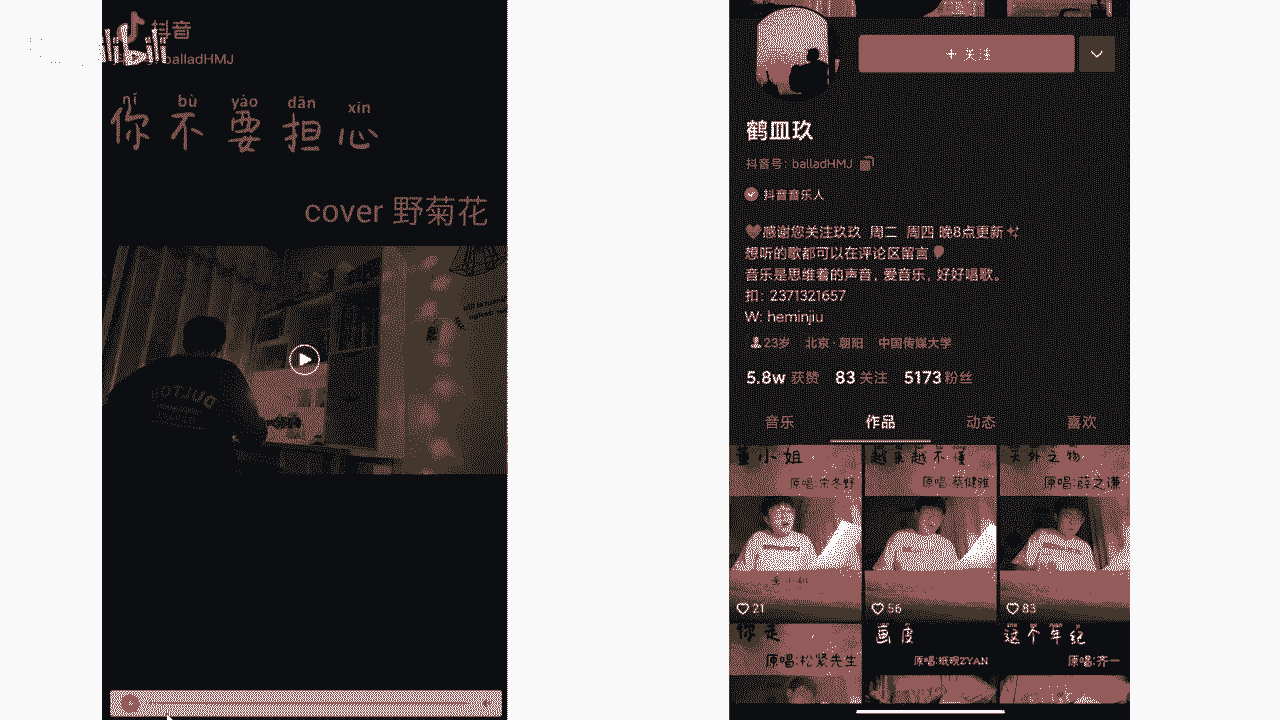 抖音
balladHMJ
nǐ bù yào dān xīn
你不要担心
cover 野菊花
+ 关注
鹤皿玖
抖音号: balladHMJ
抖音音乐人
感谢您关注玖玖 周二 周四 晚8点更新
想听的歌都可以在评论区留言
音乐是思维着的声音, 爱音乐, 好好唱歌。
扣: 2371321657
W: heminjiu
23岁 北京·朝阳 中国传媒大学
5.8w 获赞 83 关注 5173 粉丝
音乐 作品 动态 喜欢
董小姐 越来越不懂 天外之物
原唱:宋冬野 原唱:蔡健雅 原唱:薛之谦
董小姐
21 56 83
你走 画皮 这个年纪
原唱:松紧先生 原唱:纸砚ZYAN 原唱:齐一